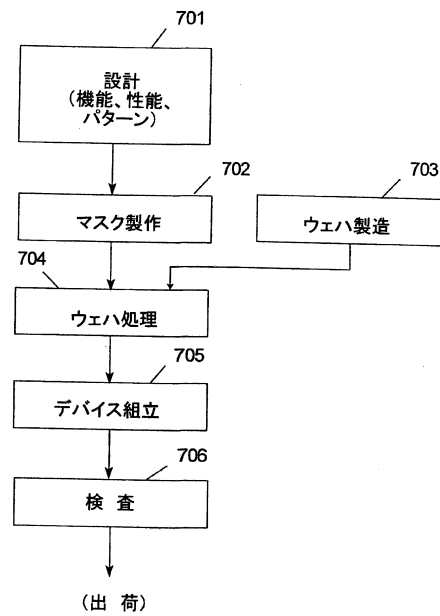 701
設計
(機能、性能、
パターン)
702
マスク製作
703
ウェハ製造
704
ウェハ処理
705
デバイス組立
706
検 査
(出 荷)